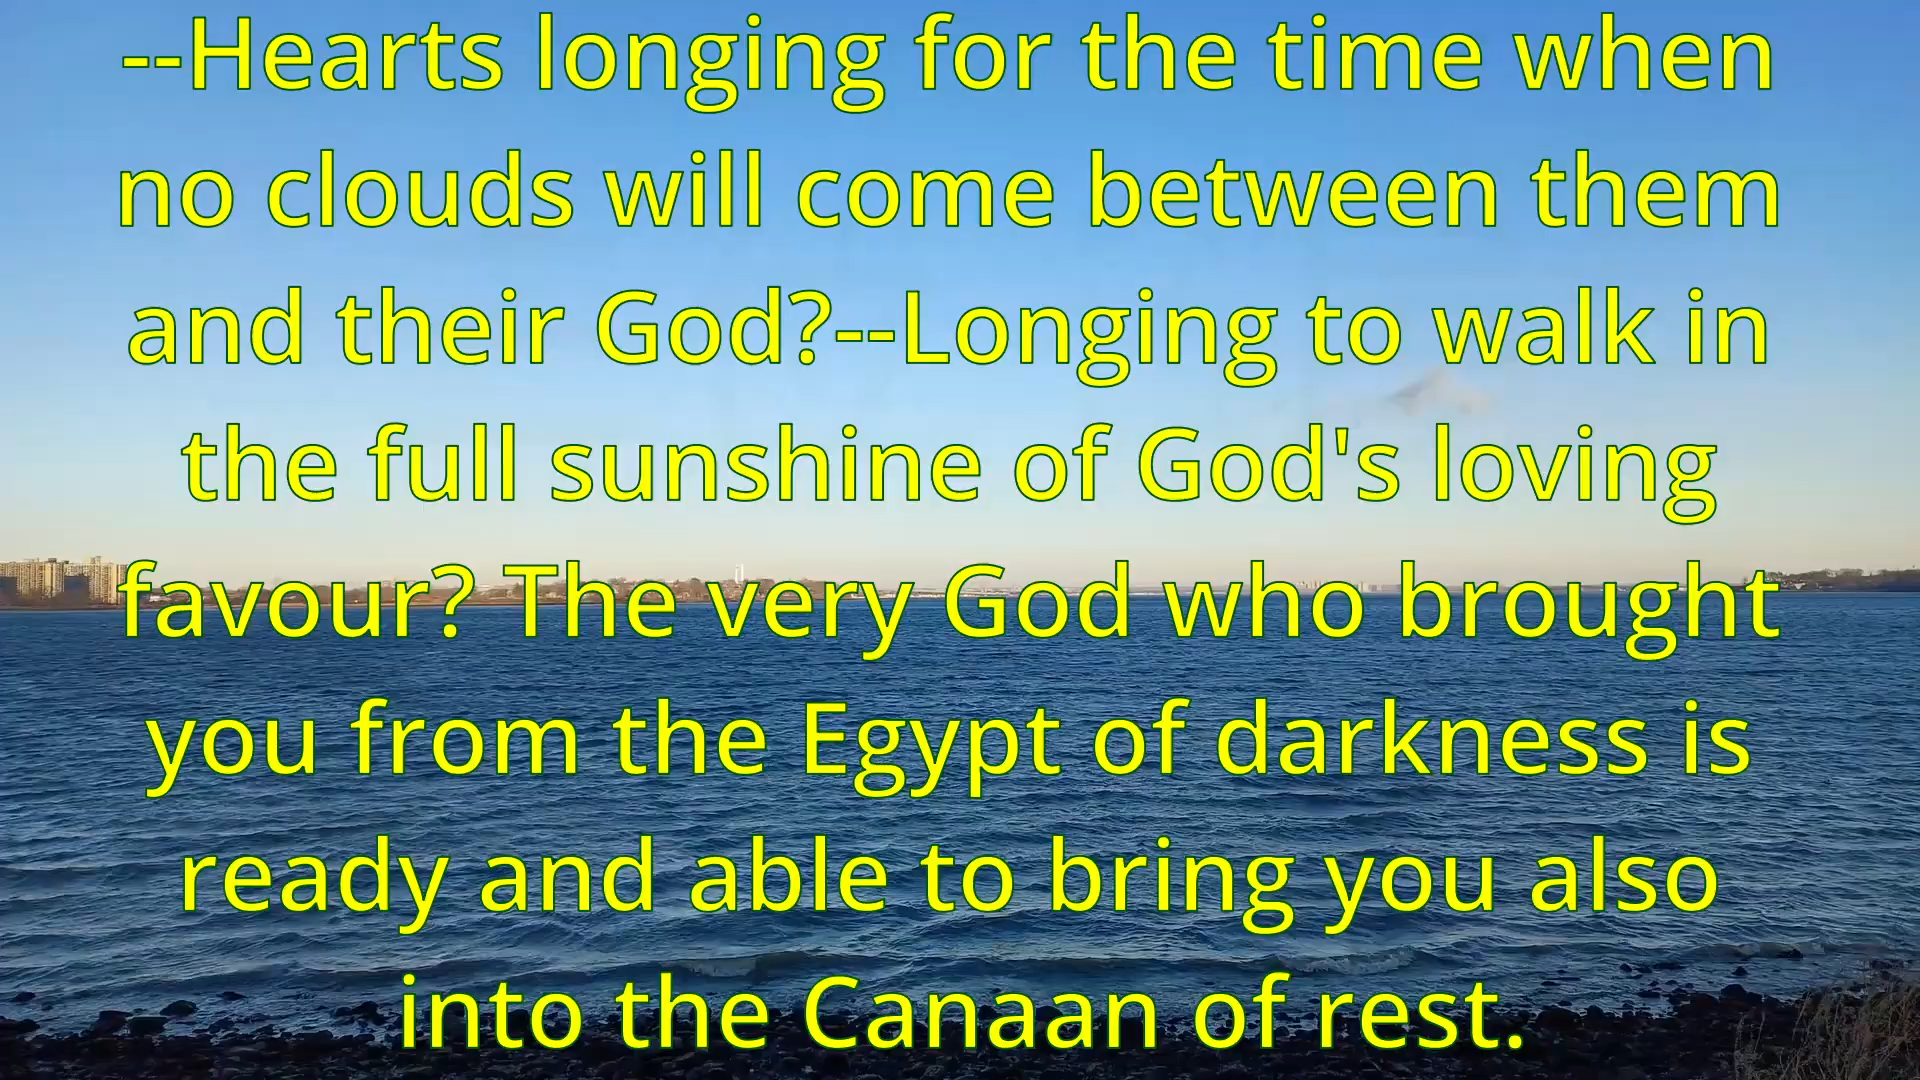 --Hearts longing for the time when
no clouds will come between them
and their God?--Longing to walk in
the full sunshine of God's loving
favour? The very God who brought
you from the Egypt of darkness is
ready and able to bring you also
into the Canaan of rest.